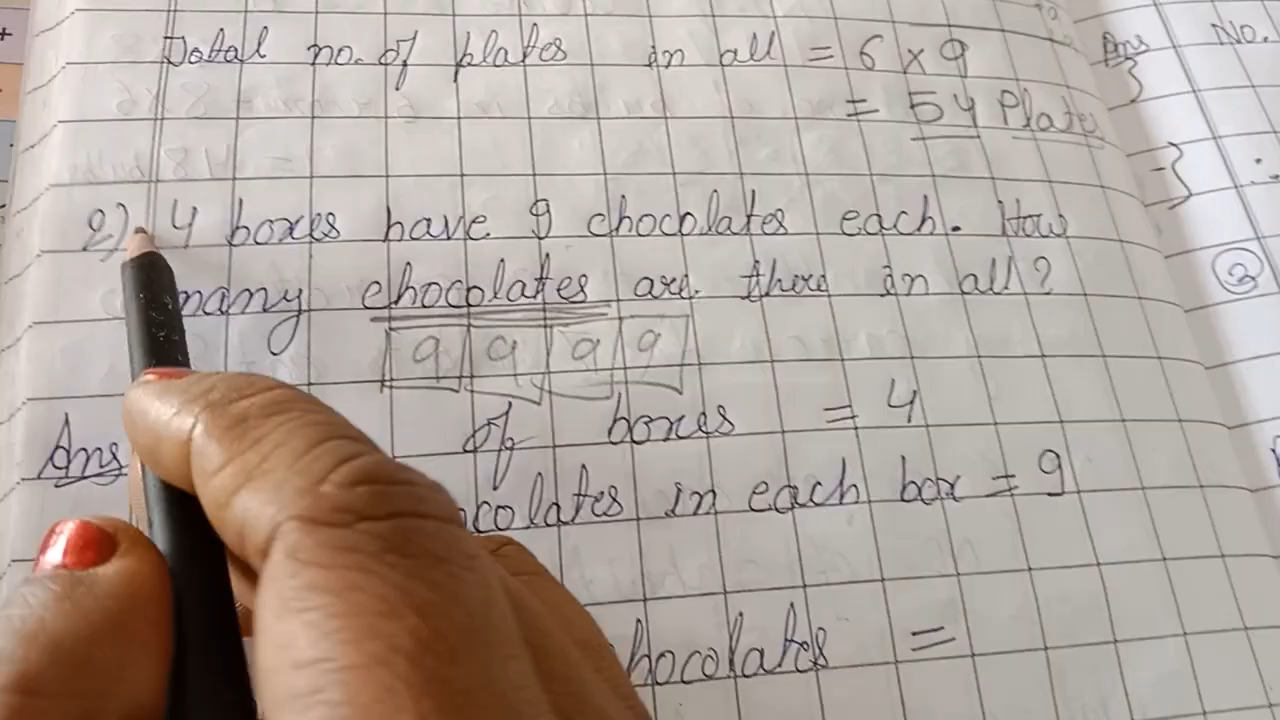 Total no. of plates in all = 6 × 9
= 54 Plate
2) 4 boxes have 9 chocolates each. How
many chocolates are there in all?
9 9 9 9
Ans of boxes = 4
colates in each box = 9
hocolates =
Ans
No.
∴
3